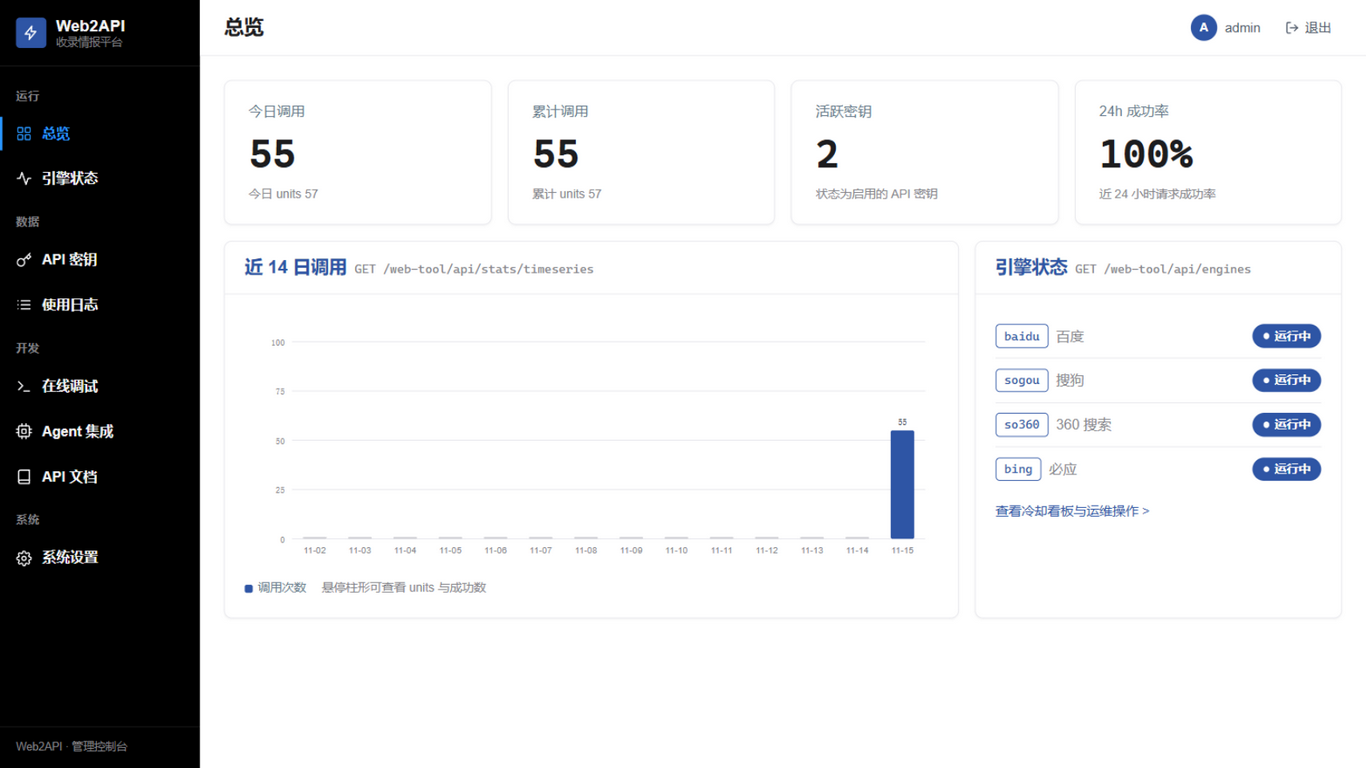 Web2API
收录情报平台
运行
总览
引擎状态
数据
API 密钥
使用日志
开发
在线调试
Agent 集成
API 文档
系统
系统设置
Web2API · 管理控制台
总览
A admin 退出
今日调用
55
今日 units 57
累计调用
55
累计 units 57
活跃密钥
2
状态为启用的 API 密钥
24h 成功率
100%
近 24 小时请求成功率
近 14 日调用 GET /web-tool/api/stats/timeseries
100
75
50
25
0
55
11-02 11-03 11-04 11-05 11-06 11-07 11-08 11-09 11-10 11-11 11-12 11-13 11-14 11-15
调用次数 悬停柱形可查看 units 与成功数
引擎状态 GET /web-tool/api/engines
baidu 百度 运行中
sogou 搜狗 运行中
so360 360 搜索 运行中
bing 必应 运行中
查看冷却看板与运维操作 >